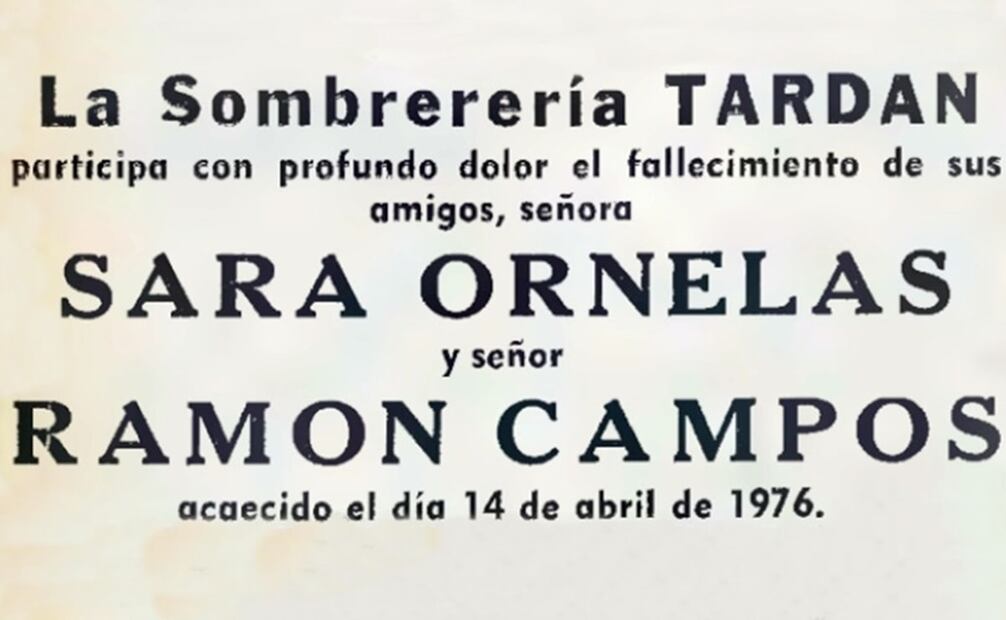 La Sombrerería TARDAN
participa con profundo dolor el fallecimiento de sus
amigos, señora
SARA ORNELAS
y señor
RAMON CAMPOS
acaecido el día 14 de abril de 1976.